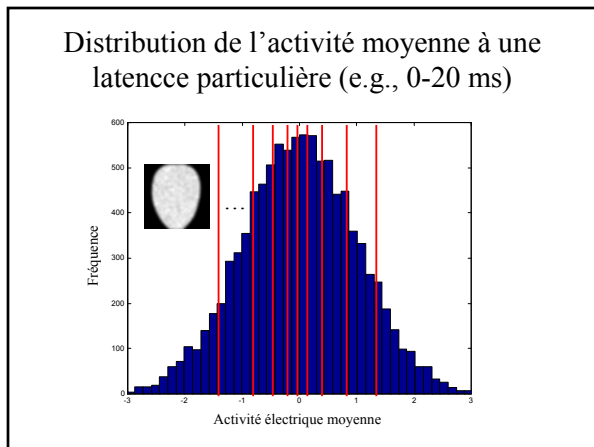 Distribution de l’activité moyenne à une
latencce particulière (e.g., 0-20 ms)
600
500
400
300
200
100
0
Fréquence
...
-3 -2 -1 0 1 2 3
Activité électrique moyenne